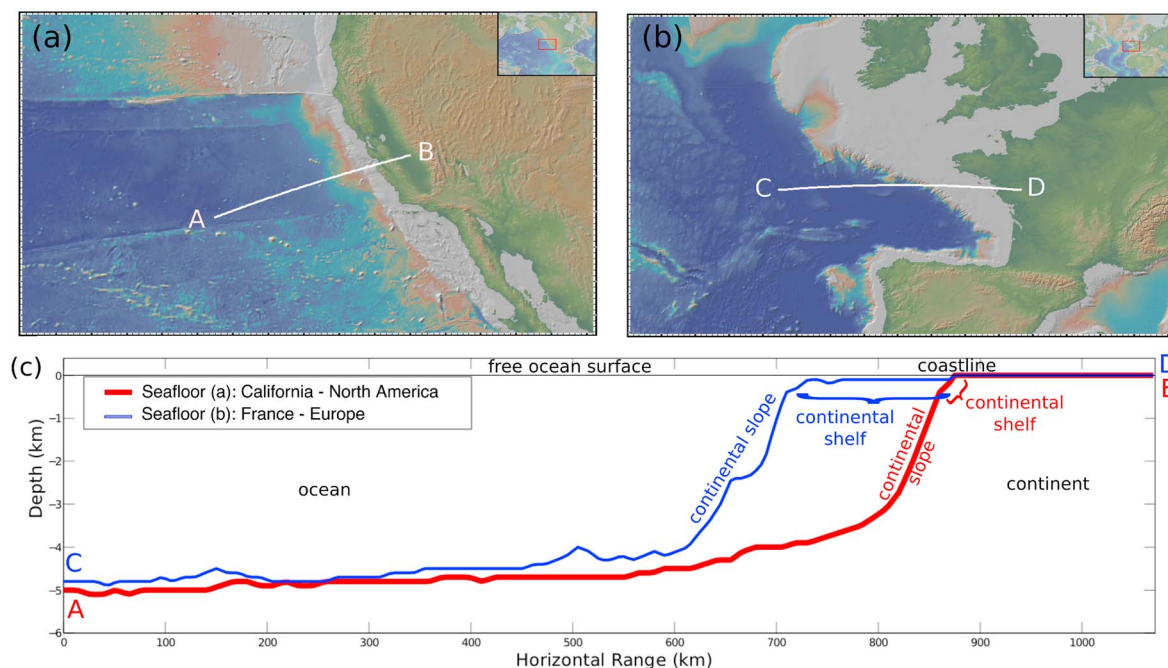 (a)
A
B
(b)
C
D
(c)
free ocean surface
coastline
D
B
Seafloor (a): California - North America
Seafloor (b): France - Europe
continental slope
continental
shelf
continental
slope
continental
shelf
ocean
continent
C
A
Depth (km)
0
−1
−2
−3
−4
−5
−6
0
100
200
300
400
500
600
700
800
900
1000
Horizontal Range (km)